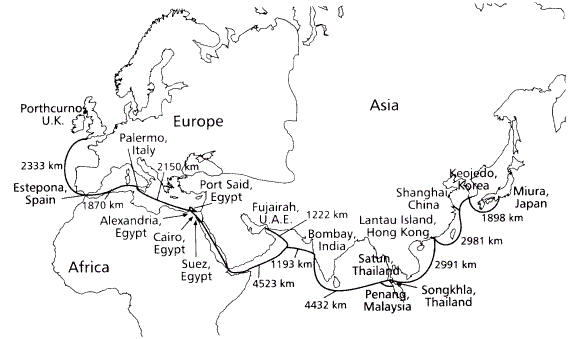 Porthcurno,
U.K.
Europe
Asia
Palermo,
Italy
2333 km
2150 km
Estepona,
Spain
1870 km
Port Said,
Egypt
Alexandria,
Egypt
Cairo,
Egypt
Suez,
Egypt
Africa
Fujairah,
U.A.E.
1222 km
4523 km
1193 km
Bombay,
India
4432 km
Lantau Island,
Hong Kong
Satun,
Thailand
Penang,
Malaysia
Songkhla,
Thailand
2991 km
2981 km
Shanghai,
China
Keojedo,
Korea
Miura,
Japan
1898 km